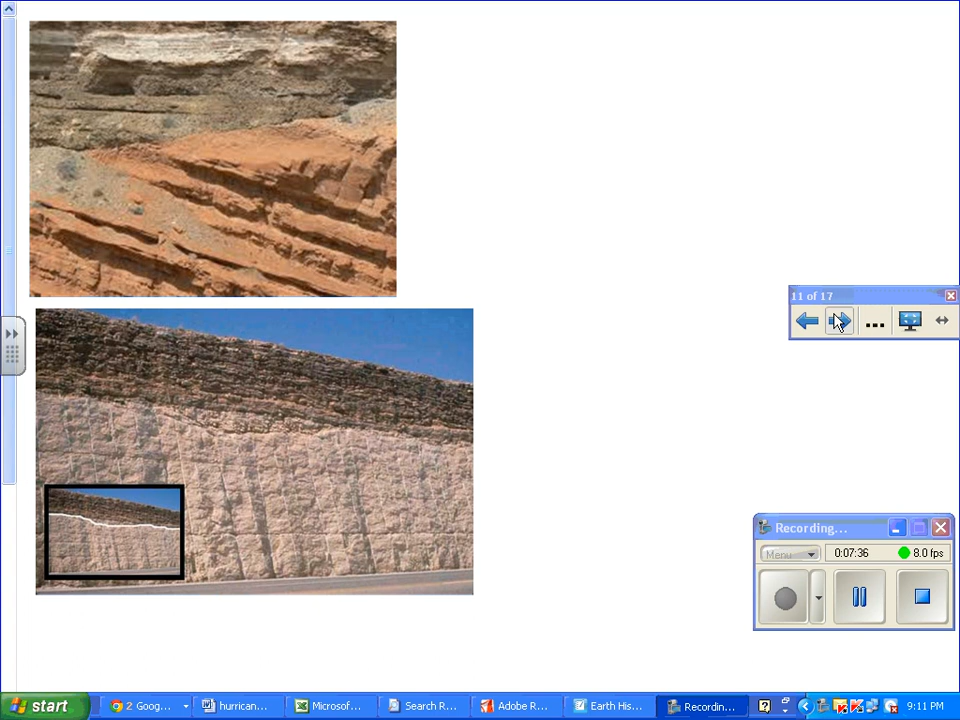 11 of 17
...
Recording...
Menu
0:07:36
8.0 fps
start
2 Goog...
hurrican...
Microsof...
Search R...
Adobe R...
Earth His...
Recordin...
9:11 PM